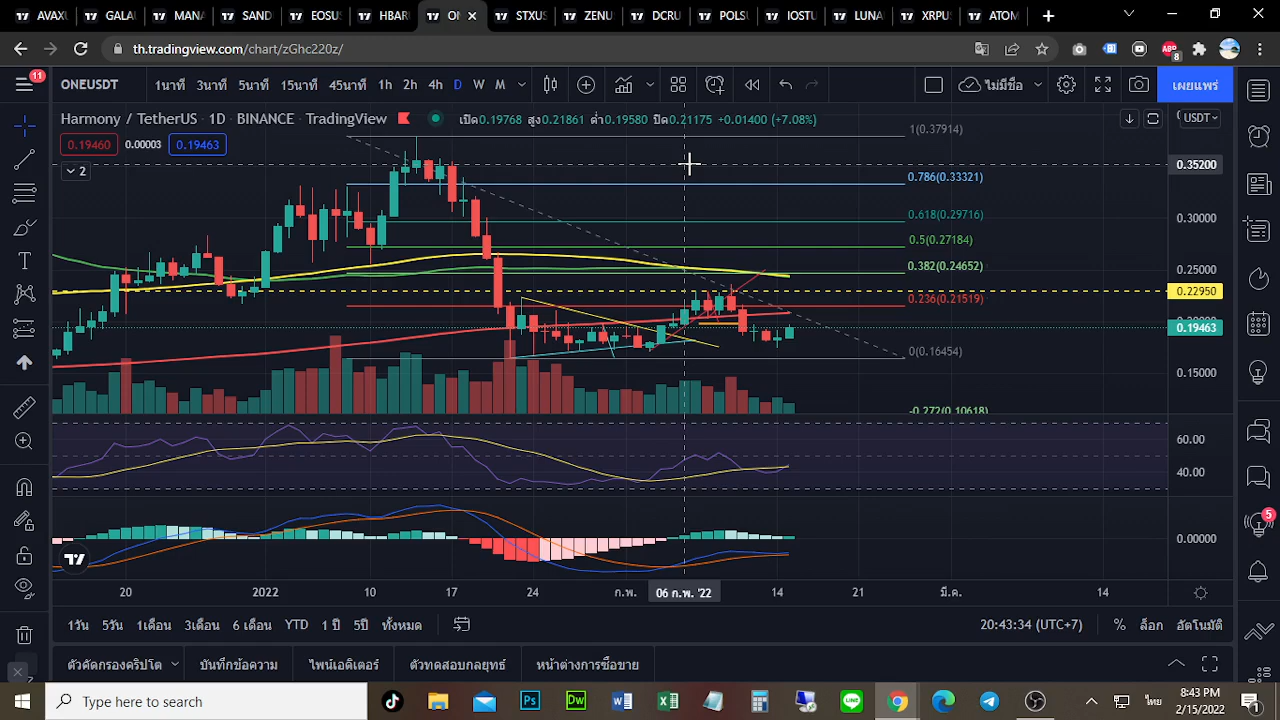 AVAXU GALAU MANA SAND EOSUS HBAR ON STXUS ZENU DCRU POLSU IOSTU LUNA XRPUS ATOM
th.tradingview.com/chart/zGhc220z/
8
11 ONEUSDT 1นาที 3นาที 5นาที 15นาที 45นาที 1h 2h 4h D W M ไม่มีชื่อ เผยแพร่
Harmony / TetherUS · 1D · BINANCE · TradingView เปิด0.19768 สูง0.21861 ต่ำ0.19580 ปิด0.21175 +0.01400 (+7.08%)
USDT
0.19460 0.00003 0.19463
2
1(0.37914)
0.35200
0.786(0.33321)
0.618(0.29716)
0.30000
0.5(0.27184)
0.382(0.24652)
0.25000
0.22950
0.236(0.21519)
0.19463
0(0.16454)
0.15000
-0.272(0.10618)
60.00
40.00
5
0.00000
20 2022 10 17 24 ก.พ. 06 ก.พ. '22 14 21 มี.ค. 14
1วัน 5วัน 1เดือน 3เดือน 6 เดือน YTD 1 ปี 5ปี ทั้งหมด 20:43:34 (UTC+7) % ล็อก อัตโนมัติ
ตัวคัดกรองคริปโต บันทึกข้อความ ไพน์เอดิเตอร์ ตัวทดสอบกลยุทธ์ หน้าต่างการซื้อขาย
Type here to search ไทย 8:43 PM
2/15/2022 1